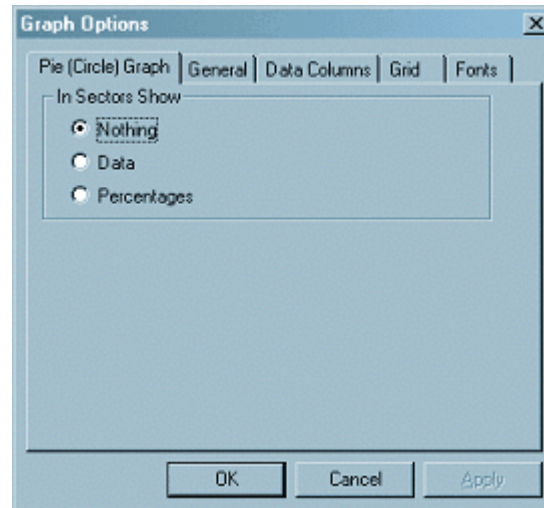 Graph Options
Pie (Circle) Graph General Data Columns Grid Fonts
In Sectors Show
Nothing
Data
Percentages
OK Cancel Apply